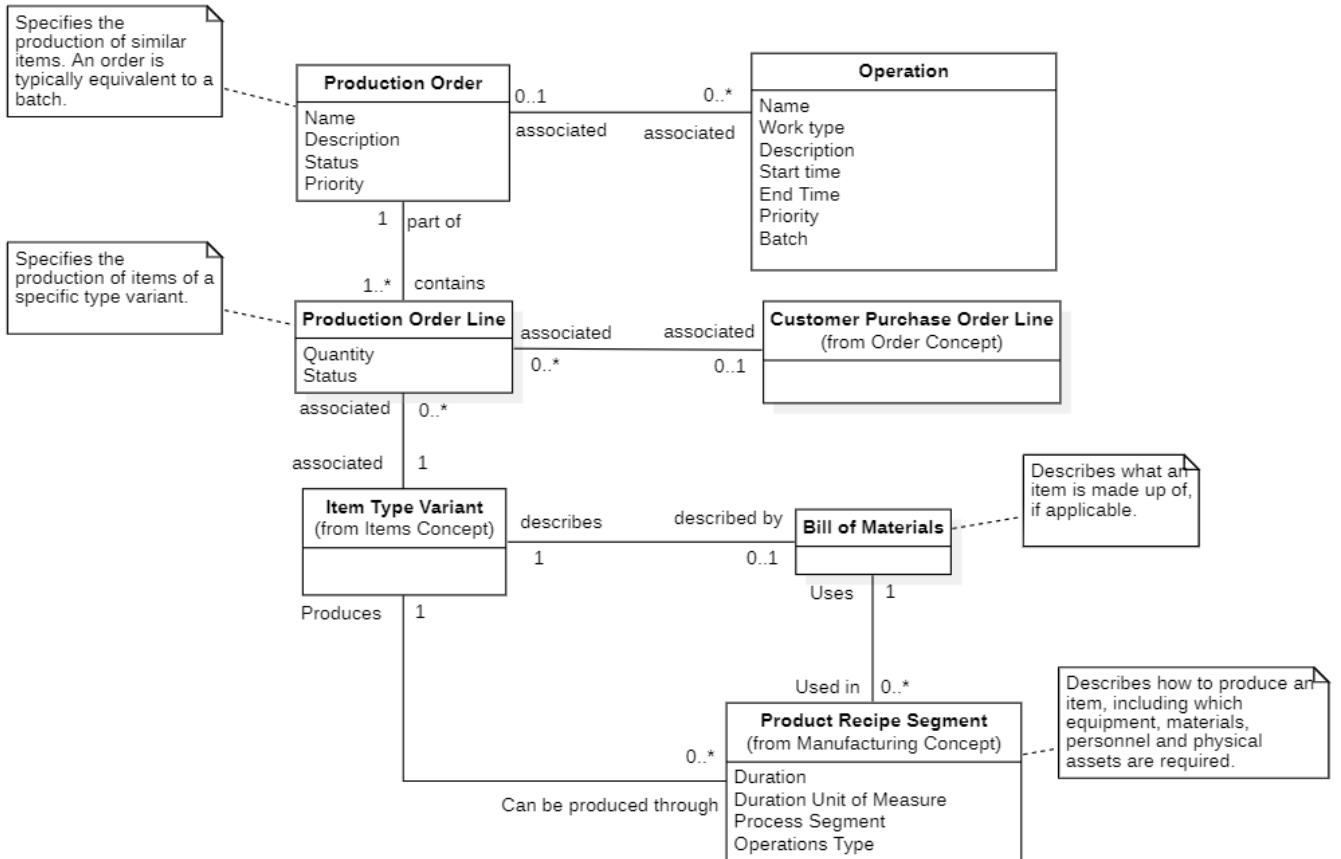 Specifies the
production of similar
items. An order is
typically equivalent to a
batch.
Production Order
Name
Description
Status
Priority
0..1
associated
0..*
associated
Operation
Name
Work type
Description
Start time
End Time
Priority
Batch
1
part of
Specifies the
production of items of a
specific type variant.
1..*
contains
Production Order Line
Quantity
Status
associated
0..*
associated
0..1
Customer Purchase Order Line
(from Order Concept)
associated
0..*
associated
1
Item Type Variant
(from Items Concept)
describes
1
described by
0..1
Bill of Materials
Describes what an
item is made up of,
if applicable.
Produces
1
Uses
1
Used in
0..*
Product Recipe Segment
(from Manufacturing Concept)
Duration
Duration Unit of Measure
Process Segment
Operations Type
0..*
Can be produced through
Describes how to produce an
item, including which
equipment, materials,
personnel and physical
assets are required.